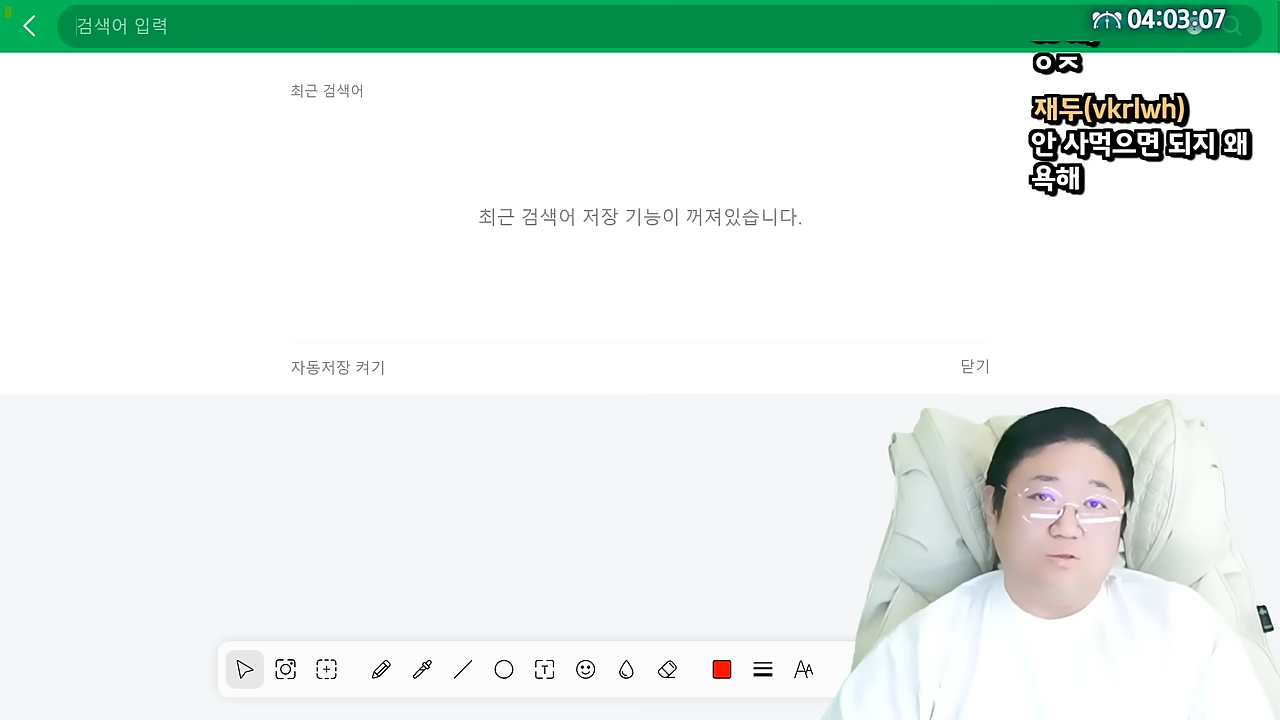 검색어 입력
04:03:07
ㅇㅈ
재두(vkrlwh)
안 사먹으면 되지 왜
욕해
최근 검색어
최근 검색어 저장 기능이 꺼져있습니다.
자동저장 켜기
닫기